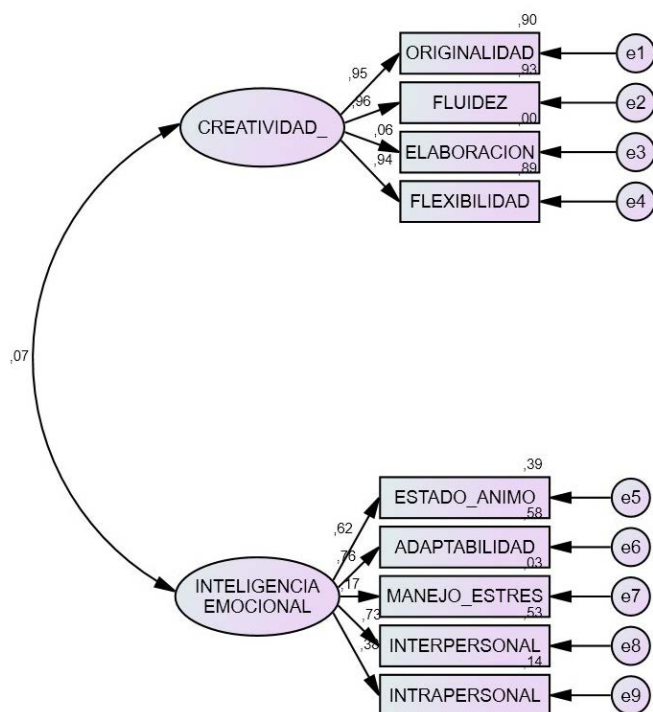 ,90
ORIGINALIDAD
e1
,95
,93
,96
FLUIDEZ
e2
CREATIVIDAD_
,00
,06
ELABORACION
e3
,94
,89
FLEXIBILIDAD
e4
,07
,39
ESTADO_ANIMO
e5
,62
,58
,76
ADAPTABILIDAD
e6
,03
,17
INTELIGENCIA
EMOCIONAL
MANEJO_ESTRES
e7
,53
,73
INTERPERSONAL
e8
,38
,14
INTRAPERSONAL
e9